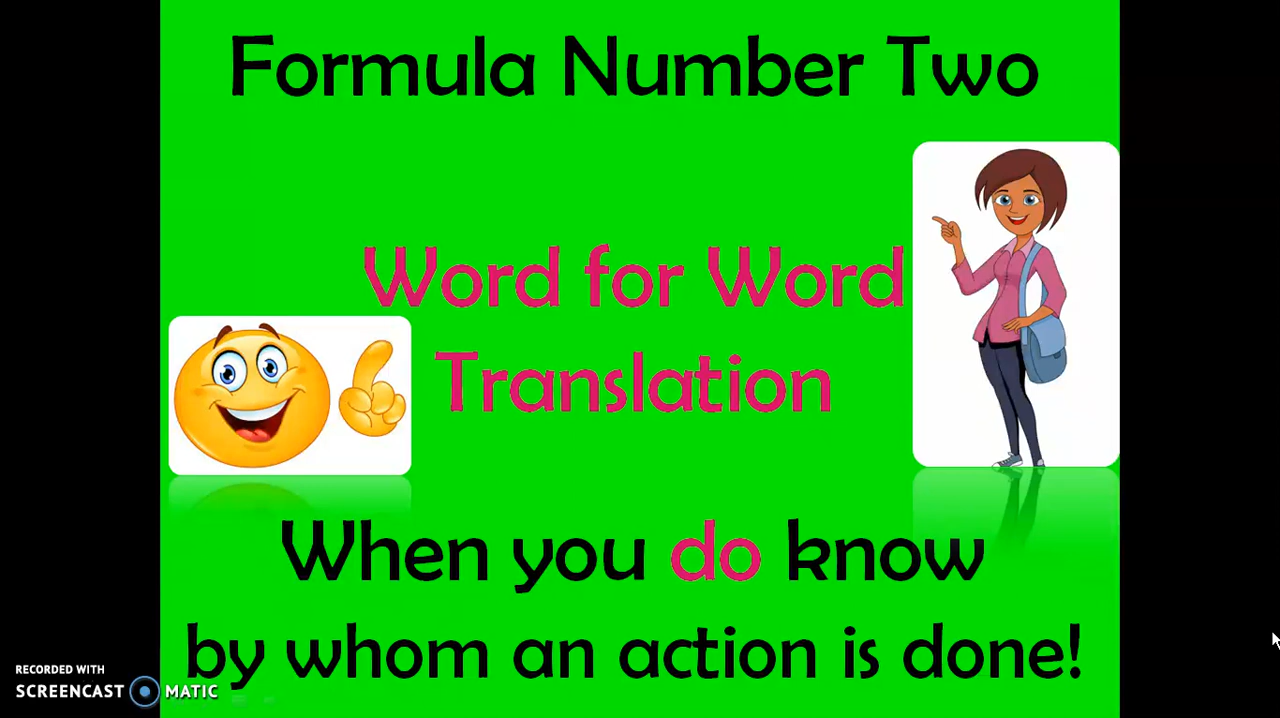 Formula Number Two
Word for Word
Translation
When you do know
by whom an action is done!
RECORDED WITH
SCREENCAST MATIC